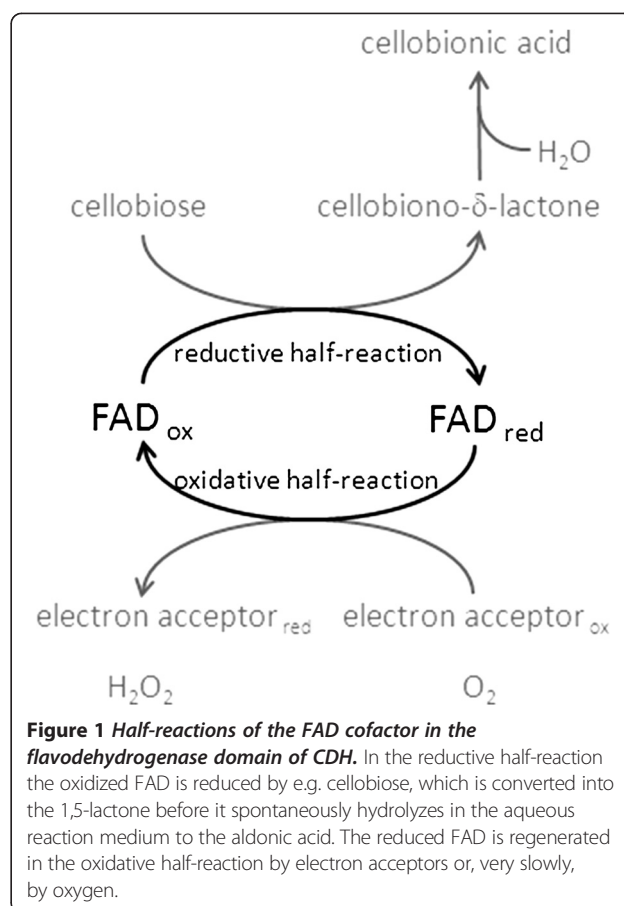 cellobionic acid
H₂O
cellobiose cellobiono-δ-lactone
reductive half-reaction
FAD ox FAD red
oxidative half-reaction
electron acceptor red electron acceptor ox
H₂O₂ O₂
Figure 1 Half-reactions of the FAD cofactor in the
flavodehydrogenase domain of CDH. In the reductive half-reaction
the oxidized FAD is reduced by e.g. cellobiose, which is converted into
the 1,5-lactone before it spontaneously hydrolyzes in the aqueous
reaction medium to the aldonic acid. The reduced FAD is regenerated
in the oxidative half-reaction by electron acceptors or, very slowly,
by oxygen.